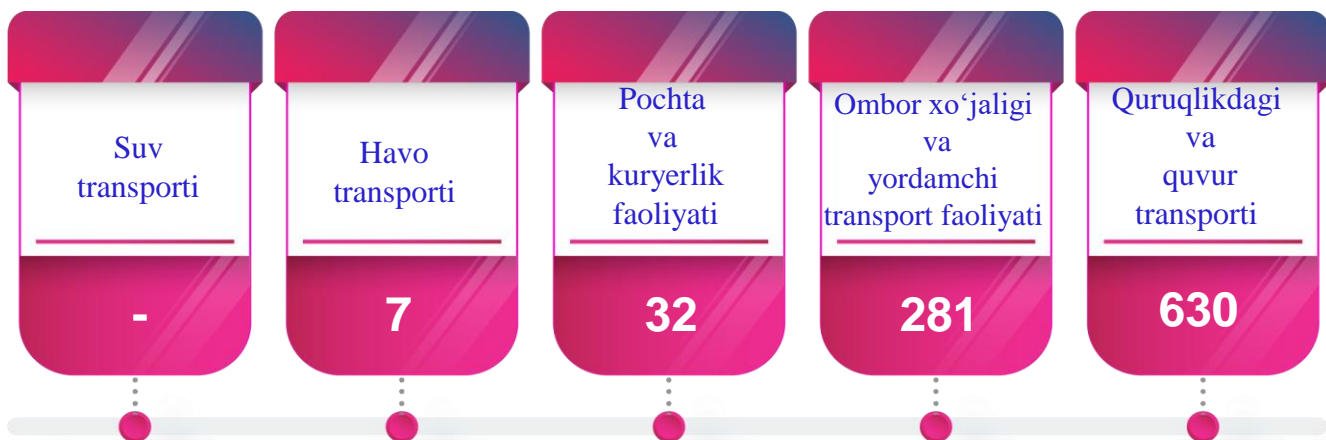 Suv
transporti
-
Havo
transporti
7
Pochta
va
kuryerlik
faoliyati
32
Ombor xo‘jaligi
va
yordamchi
transport faoliyati
281
Quruqlikdagi
va
quvur
transporti
630